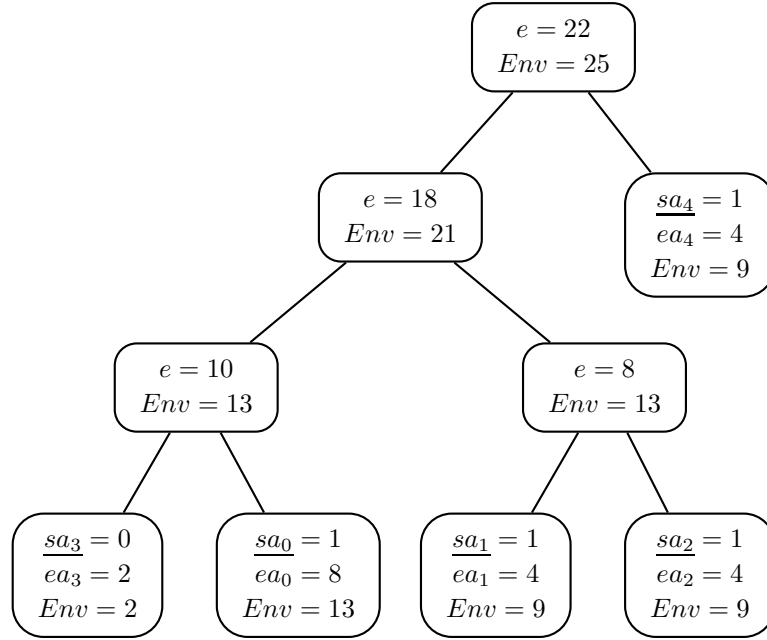 e = 22
Env = 25
e = 18
Env = 21
sa₄ = 1
ea₄ = 4
Env = 9
e = 10
Env = 13
e = 8
Env = 13
sa₃ = 0
ea₃ = 2
Env = 2
sa₀ = 1
ea₀ = 8
Env = 13
sa₁ = 1
ea₁ = 4
Env = 9
sa₂ = 1
ea₂ = 4
Env = 9